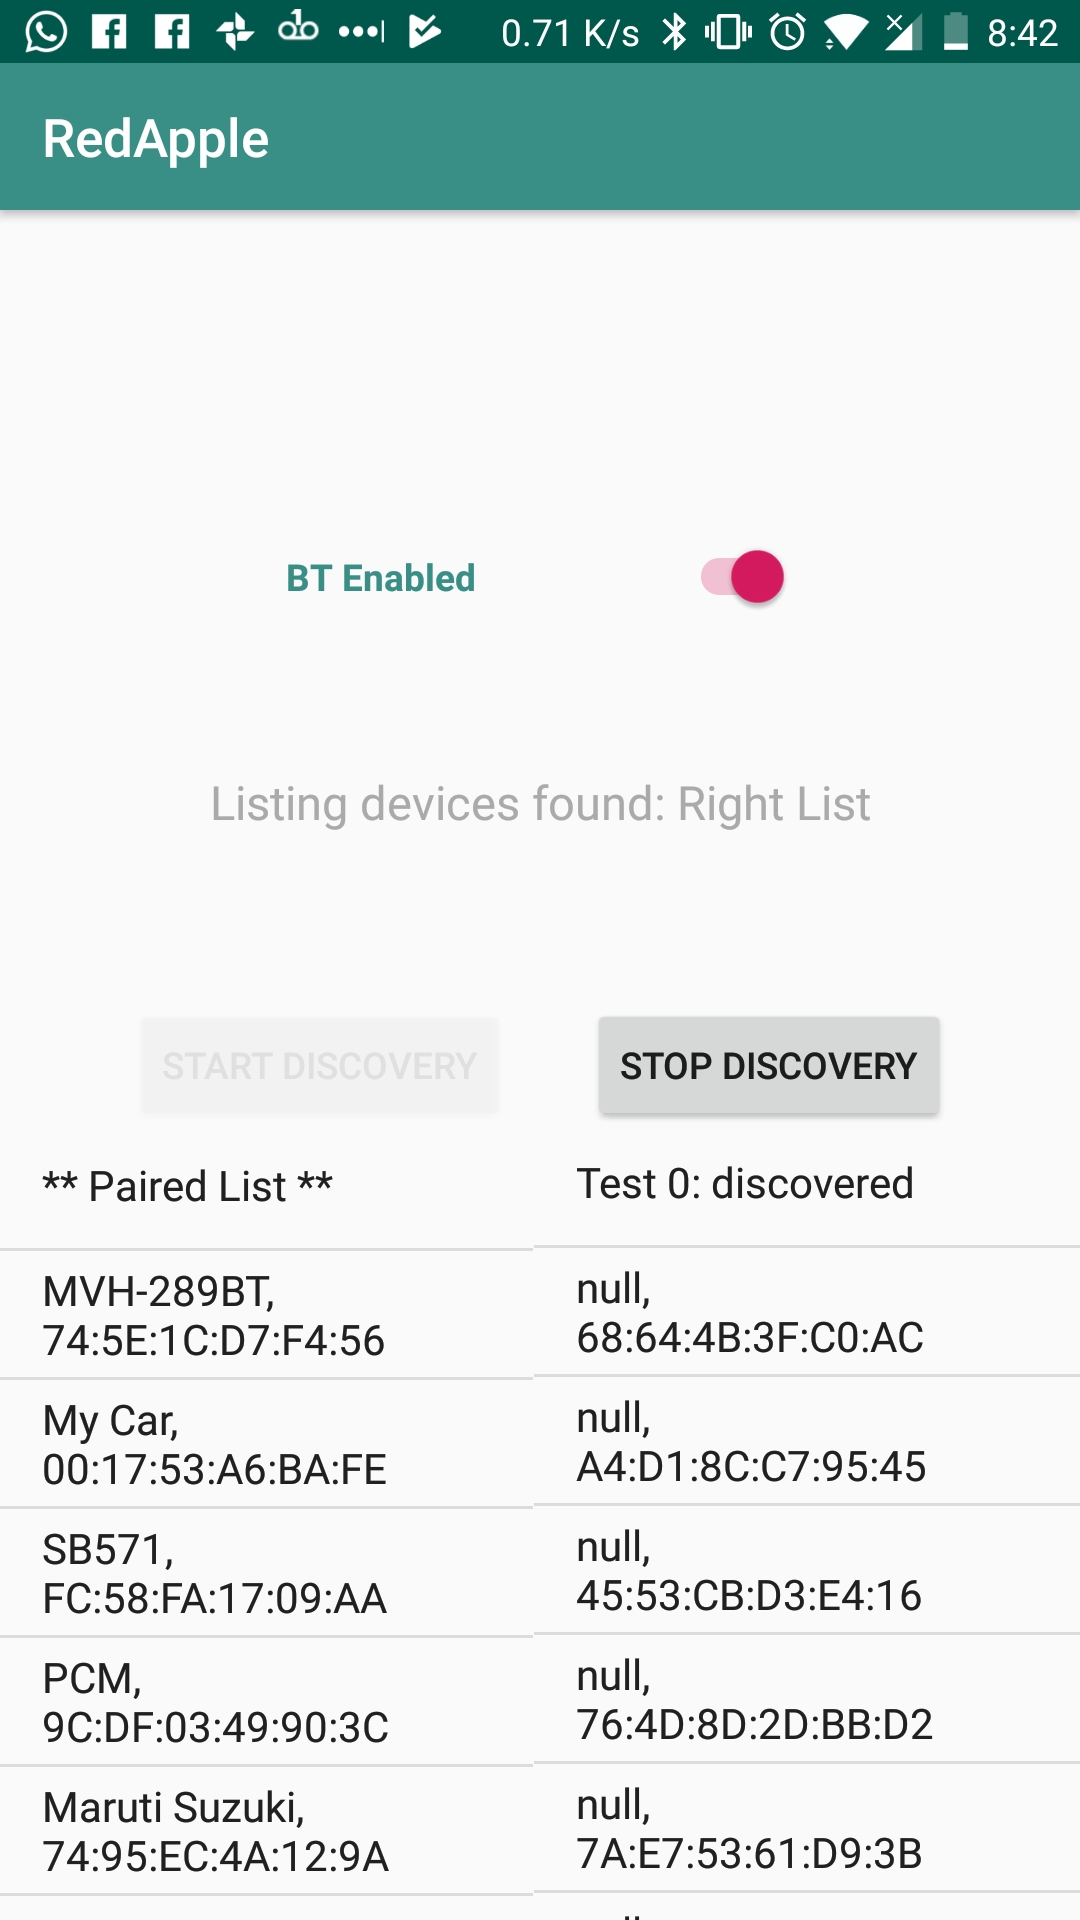 0.71 K/s 8:42
RedApple
BT Enabled
Listing devices found: Right List
START DISCOVERY
STOP DISCOVERY
** Paired List **
MVH-289BT,
74:5E:1C:D7:F4:56
My Car,
00:17:53:A6:BA:FE
SB571,
FC:58:FA:17:09:AA
PCM,
9C:DF:03:49:90:3C
Maruti Suzuki,
74:95:EC:4A:12:9A
Test 0: discovered
null,
68:64:4B:3F:C0:AC
null,
A4:D1:8C:C7:95:45
null,
45:53:CB:D3:E4:16
null,
76:4D:8D:2D:BB:D2
null,
7A:E7:53:61:D9:3B